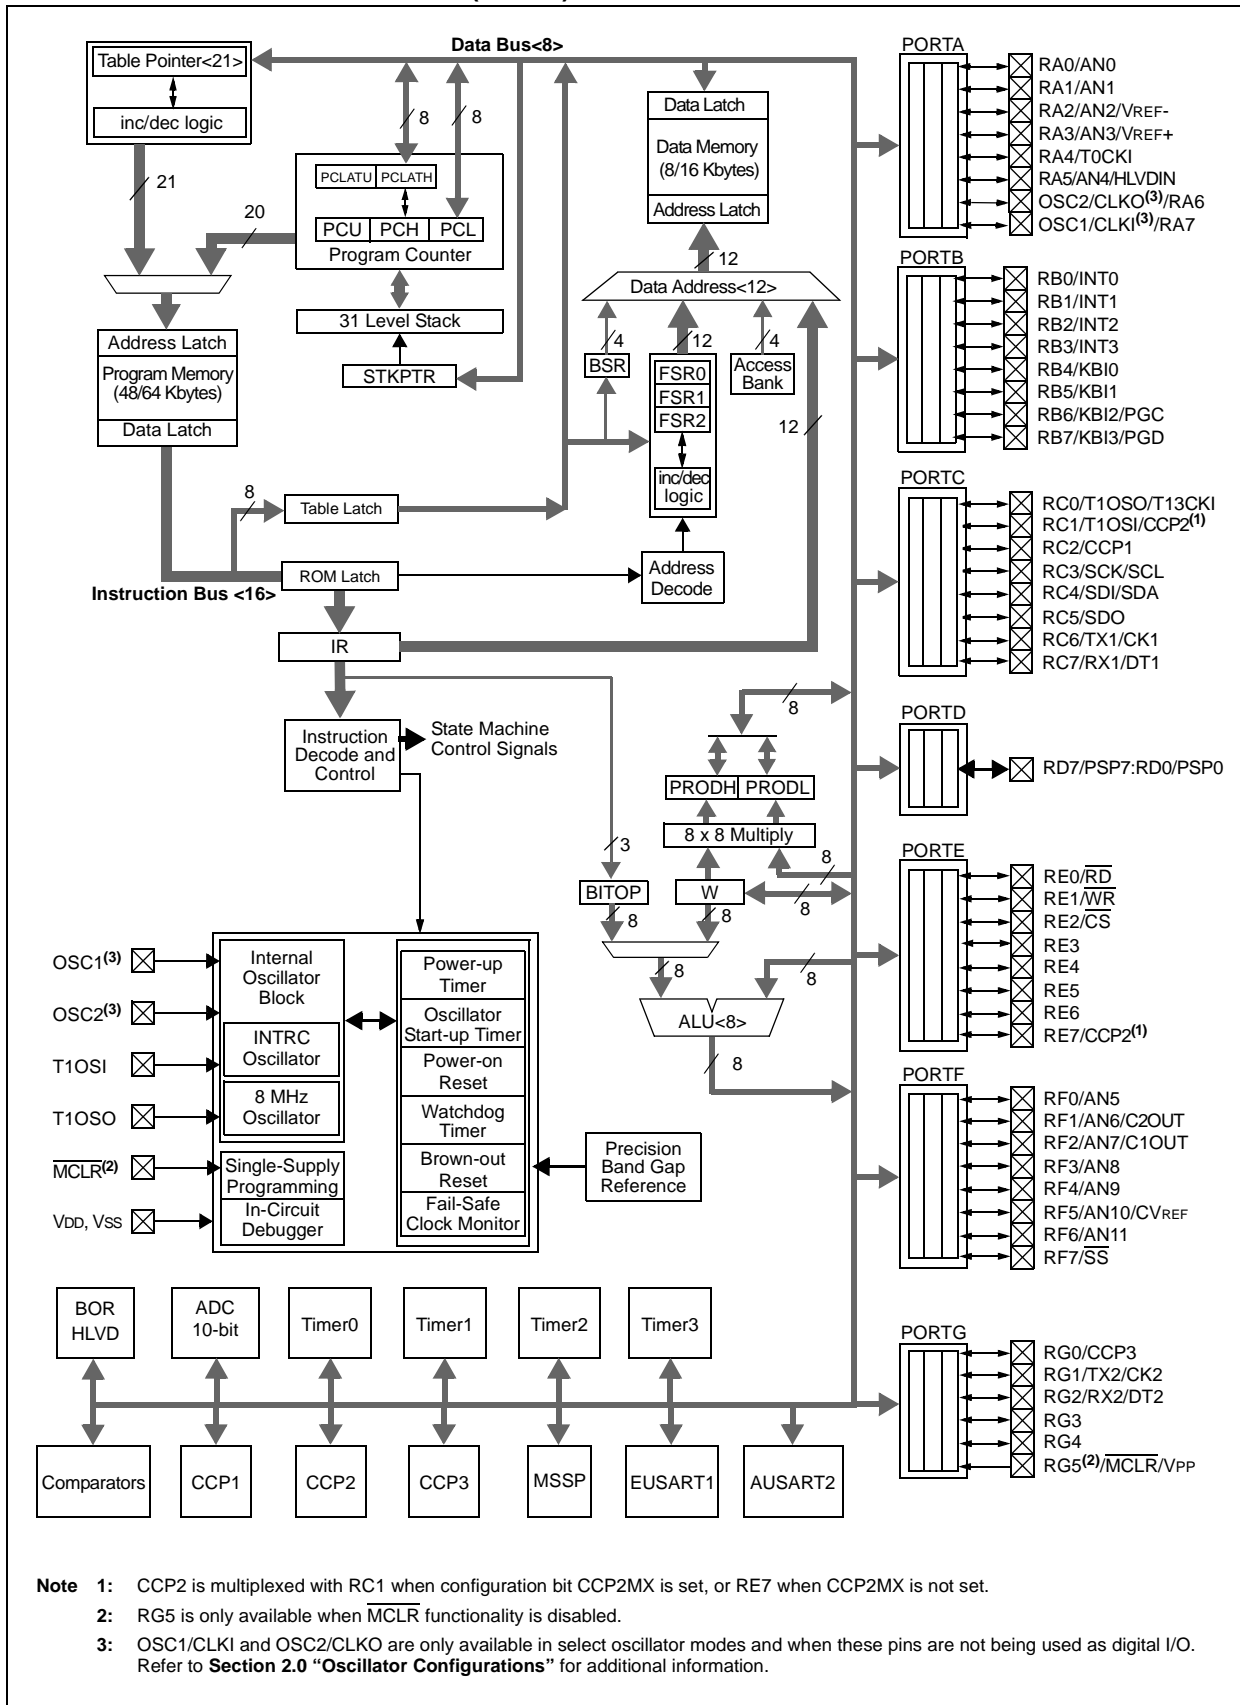 Data Bus<8>
Table Pointer<21>
inc/dec logic
21
20
8
8
PCLATU PCLATH
PCU PCH PCL
Program Counter
31 Level Stack
STKPTR
Address Latch
Program Memory
(48/64 Kbytes)
Data Latch
8
Table Latch
ROM Latch
Instruction Bus <16>
IR
Instruction
Decode and
Control
State Machine
Control Signals
Data Latch
Data Memory
(8/16 Kbytes)
Address Latch
12
Data Address<12>
4
12
4
BSR
FSR0
FSR1
FSR2
inc/dec
logic
Access
Bank
12
Address
Decode
8
PRODH PRODL
8 x 8 Multiply
3
8
BITOP
W
8
8
8
8
8
ALU<8>
8
OSC1(3)
OSC2(3)
T1OSI
T1OSO
MCLR(2)
VDD, VSS
Internal
Oscillator
Block
INTRC
Oscillator
8 MHz
Oscillator
Single-Supply
Programming
In-Circuit
Debugger
Power-up
Timer
Oscillator
Start-up Timer
Power-on
Reset
Watchdog
Timer
Brown-out
Reset
Fail-Safe
Clock Monitor
Precision
Band Gap
Reference
BOR
HLVD
ADC
10-bit
Timer0
Timer1
Timer2
Timer3
Comparators
CCP1
CCP2
CCP3
MSSP
EUSART1
AUSART2
PORTA
RA0/AN0
RA1/AN1
RA2/AN2/VREF-
RA3/AN3/VREF+
RA4/T0CKI
RA5/AN4/HLVDIN
OSC2/CLKO(3)/RA6
OSC1/CLKI(3)/RA7
PORTB
RB0/INT0
RB1/INT1
RB2/INT2
RB3/INT3
RB4/KBI0
RB5/KBI1
RB6/KBI2/PGC
RB7/KBI3/PGD
PORTC
RC0/T1OSO/T13CKI
RC1/T1OSI/CCP2(1)
RC2/CCP1
RC3/SCK/SCL
RC4/SDI/SDA
RC5/SDO
RC6/TX1/CK1
RC7/RX1/DT1
PORTD
RD7/PSP7:RD0/PSP0
PORTE
RE0/RD
RE1/WR
RE2/CS
RE3
RE4
RE5
RE6
RE7/CCP2(1)
PORTF
RF0/AN5
RF1/AN6/C2OUT
RF2/AN7/C1OUT
RF3/AN8
RF4/AN9
RF5/AN10/CVREF
RF6/AN11
RF7/SS
PORTG
RG0/CCP3
RG1/TX2/CK2
RG2/RX2/DT2
RG3
RG4
RG5(2)/MCLR/VPP
Note 1: CCP2 is multiplexed with RC1 when configuration bit CCP2MX is set, or RE7 when CCP2MX is not set.
2: RG5 is only available when MCLR functionality is disabled.
3: OSC1/CLKI and OSC2/CLKO are only available in select oscillator modes and when these pins are not being used as digital I/O.
Refer to Section 2.0 “Oscillator Configurations” for additional information.